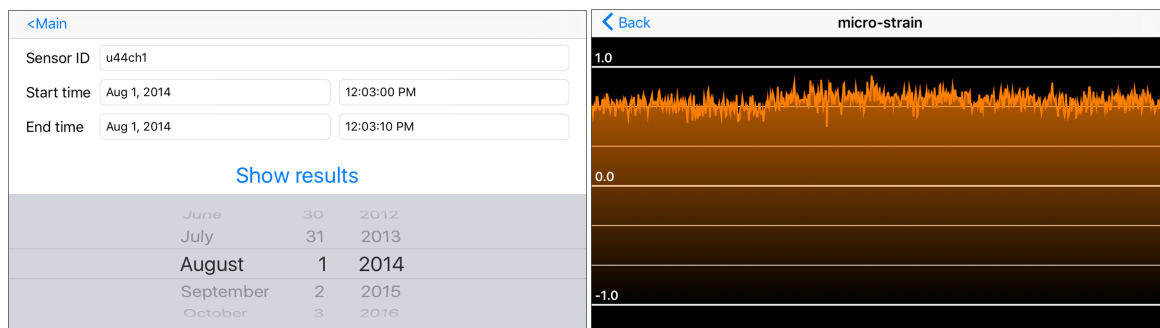 <Main
Sensor ID u44ch1
Start time Aug 1, 2014 12:03:00 PM
End time Aug 1, 2014 12:03:10 PM
Show results
June 30 2012
July 31 2013
August 1 2014
September 2 2015
October 3 2016
Back micro-strain
1.0
0.0
-1.0